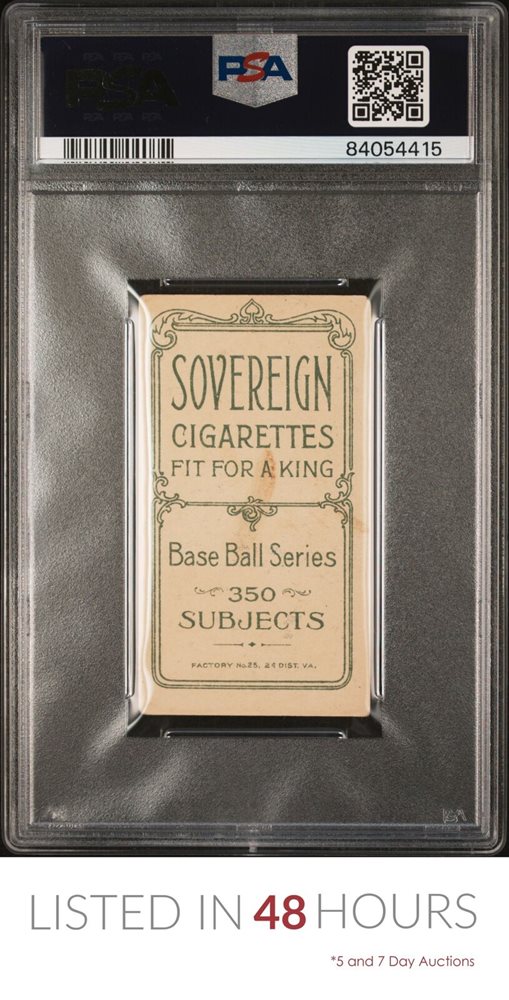 PSA
PSA
84054415
SOVEREIGN
CIGARETTES
FIT FOR A KING
Base Ball Series
350
SUBJECTS
FACTORY No.25. 2d DIST. VA.
LISTED IN 48 HOURS
*5 and 7 Day Auctions